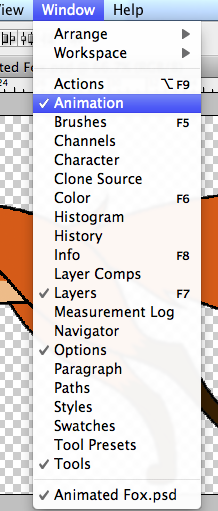 View Window Help
24
ated Fo
Arrange ▶
Workspace ▶
Actions ⌥F9
✓ Animation
Brushes F5
Channels
Character
Clone Source
Color F6
Histogram
History
Info F8
Layer Comps
✓ Layers F7
Measurement Log
Navigator
✓ Options
Paragraph
Paths
Styles
Swatches
Tool Presets
✓ Tools
✓ Animated Fox.psd